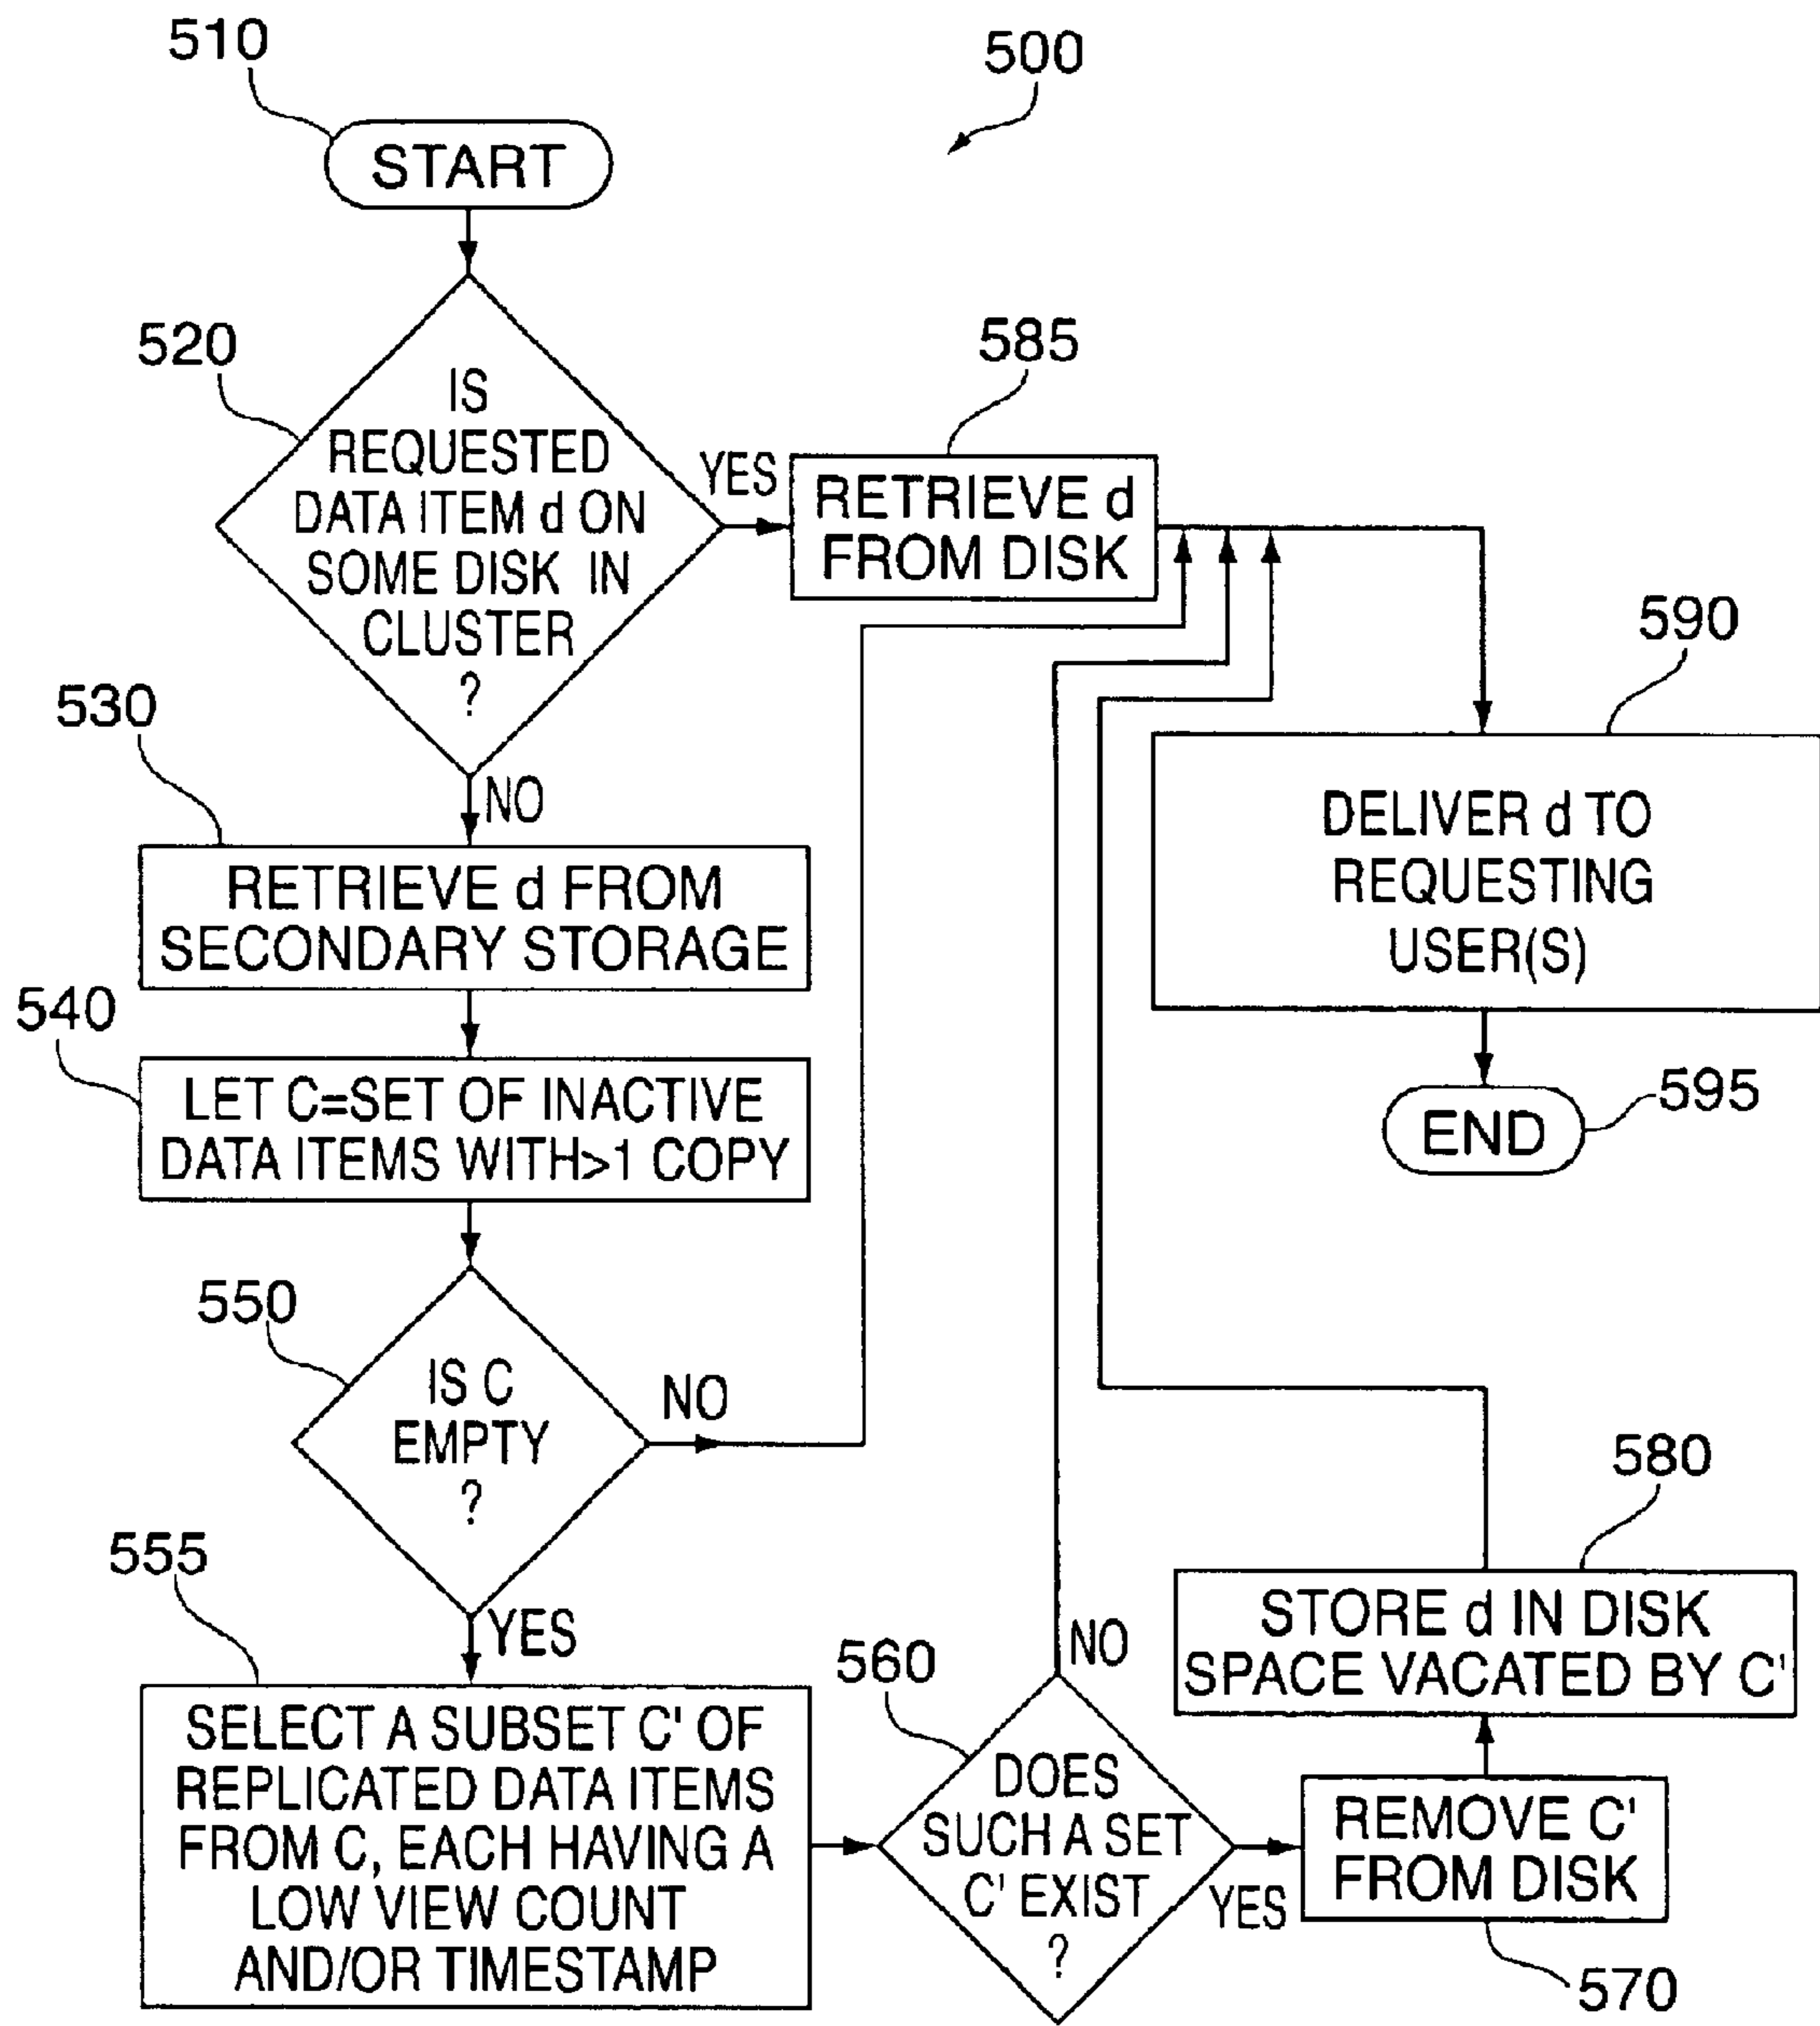 510
500
START
520
IS
REQUESTED
DATA ITEM d ON
SOME DISK IN
CLUSTER
?
YES
585
RETRIEVE d
FROM DISK
590
DELIVER d TO
REQUESTING
USER(S)
END
595
NO
530
RETRIEVE d FROM
SECONDARY STORAGE
540
LET C=SET OF INACTIVE
DATA ITEMS WITH>1 COPY
550
IS C
EMPTY
?
NO
YES
555
SELECT A SUBSET C' OF
REPLICATED DATA ITEMS
FROM C, EACH HAVING A
LOW VIEW COUNT
AND/OR TIMESTAMP
560
DOES
SUCH A SET
C' EXIST
?
NO
YES
REMOVE C'
FROM DISK
570
580
STORE d IN DISK
SPACE VACATED BY C'